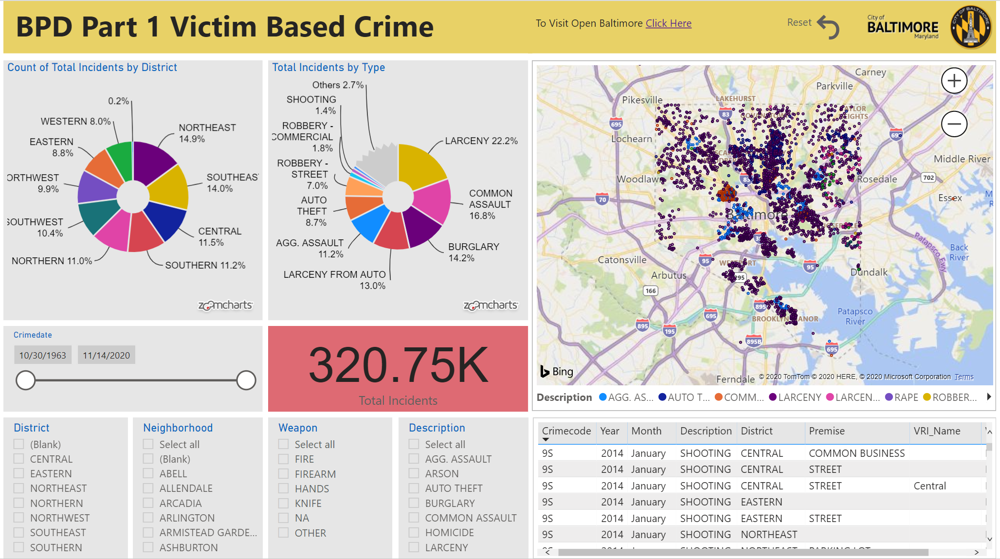 BPD Part 1 Victim Based Crime
To Visit Open Baltimore Click Here
Reset
City of
BALTIMORE
Maryland
CITY OF BALTIMORE
Count of Total Incidents by District
0.2%
WESTERN 8.0%
NORTHEAST
14.9%
EASTERN
8.8%
SOUTHEAS
14.0%
ORTHWEST
9.9%
SOUTHWEST
10.4%
CENTRAL
11.5%
NORTHERN 11.0%
SOUTHERN 11.2%
zoomcharts
Total Incidents by Type
Others 2.7%
SHOOTING
1.4%
ROBBERY -
COMMERCIAL
1.8%
LARCENY 22.2%
ROBBERY -
STREET
7.0%
AUTO
THEFT
8.7%
COMMON
ASSAULT
16.8%
AGG. ASSAULT
11.2%
BURGLARY
14.2%
LARCENY FROM AUTO
13.0%
zoomcharts
Carney
Parkville
Pikesville
LAKEHURST
83
695
Lochearn
HEIGHTS
695
Middle River
Woodlawn
83
Rosedale
702
70
Essex
Baltimore
Patapsco Fwy
Back
River
Catonsville
95
95
Arbutus
295
Dundalk
166
895
695
Patapsco
River
895
195
895B
695
Ferndale
Bing
© 2020 TomTom © 2020 HERE, © 2020 Microsoft Corporation Terms
Description AGG. AS... AUTO T... COMM... LARCENY LARCEN... RAPE ROBBER...
Crimedate
10/30/1963 11/14/2020
320.75K
Total Incidents
District
(Blank)
CENTRAL
EASTERN
NORTHEAST
NORTHERN
NORTHWEST
SOUTHEAST
SOUTHERN
Neighborhood
Select all
(Blank)
ABELL
ALLENDALE
ARCADIA
ARLINGTON
ARMISTEAD GARDE...
ASHBURTON
Weapon
Select all
FIRE
FIREARM
HANDS
KNIFE
NA
OTHER
Description
Select all
AGG. ASSAULT
ARSON
AUTO THEFT
BURGLARY
COMMON ASSAULT
HOMICIDE
LARCENY
Crimecode Year Month Description District Premise VRI_Name
9S 2014 January SHOOTING CENTRAL COMMON BUSINESS
9S 2014 January SHOOTING CENTRAL STREET
9S 2014 January SHOOTING CENTRAL STREET Central
9S 2014 January SHOOTING EASTERN
9S 2014 January SHOOTING EASTERN STREET
9S 2014 January SHOOTING NORTHEAST